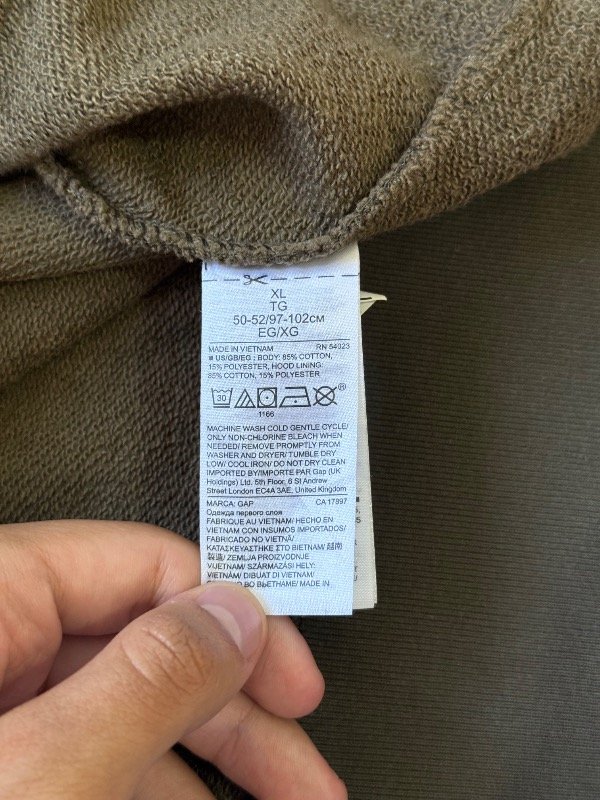 XL
TG
50-52/97-102см
EG/XG
MADE IN VIETNAM RN 54023
■ US/GB/EG : BODY: 85% COTTON,
15% POLYESTER, HOOD LINING:
85% COTTON, 15% POLYESTER
30
1166
MACHINE WASH COLD GENTLE CYCLE/
ONLY NON-CHLORINE BLEACH WHEN
NEEDED/ REMOVE PROMPTLY FROM
WASHER AND DRYER/ TUMBLE DRY
LOW/ COOL IRON/ DO NOT DRY CLEAN
IMPORTED BY/IMPORTE PAR Gap (UK
Holdings) Ltd. 5th Floor, 6 St Andrew
Street London EC4A 3AE, United Kingdom
MARCA: GAP CA 17897
Одежда первого слоя
FABRIQUE AU VIETNAM/ HECHO EN
VIETNAM CON INSUMOS IMPORTADOS/
FABRICADO NO VIETNÃ/
ΚΑΤΑΣΚΕΥΑΣΤΗΚΕ ΣΤΟ ΒΙΕΤΝΑΜ/ 越南
製造/ ZEMLJA PROIZVODNJE
VIJETNAM/ SZÁRMAZÁSI HELY:
VIETNÁM/ DIBUAT DI VIETNAM/
ВО ВЬЕТНАМЕ/ MADE IN